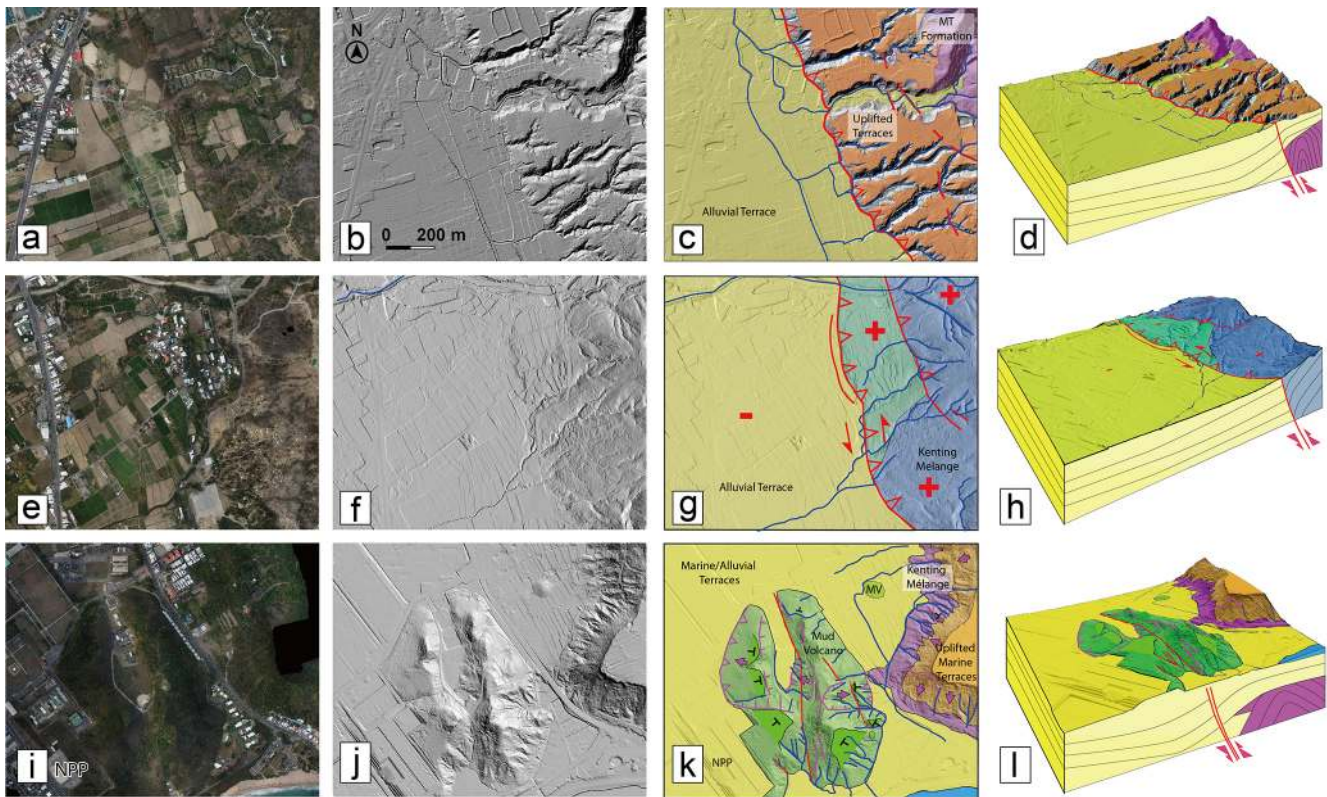 a
b
N
0 200 m
c
MT
Formation
Uplifted
Terraces
Alluvial Terrace
d
e
f
g
Kenting
Melange
Alluvial Terrace
h
i
NPP
j
k
Marine/Alluvial
Terraces
Kenting
Mélange
MV
Mud
Volcano
Uplifted
Marine
Terraces
NPP
l